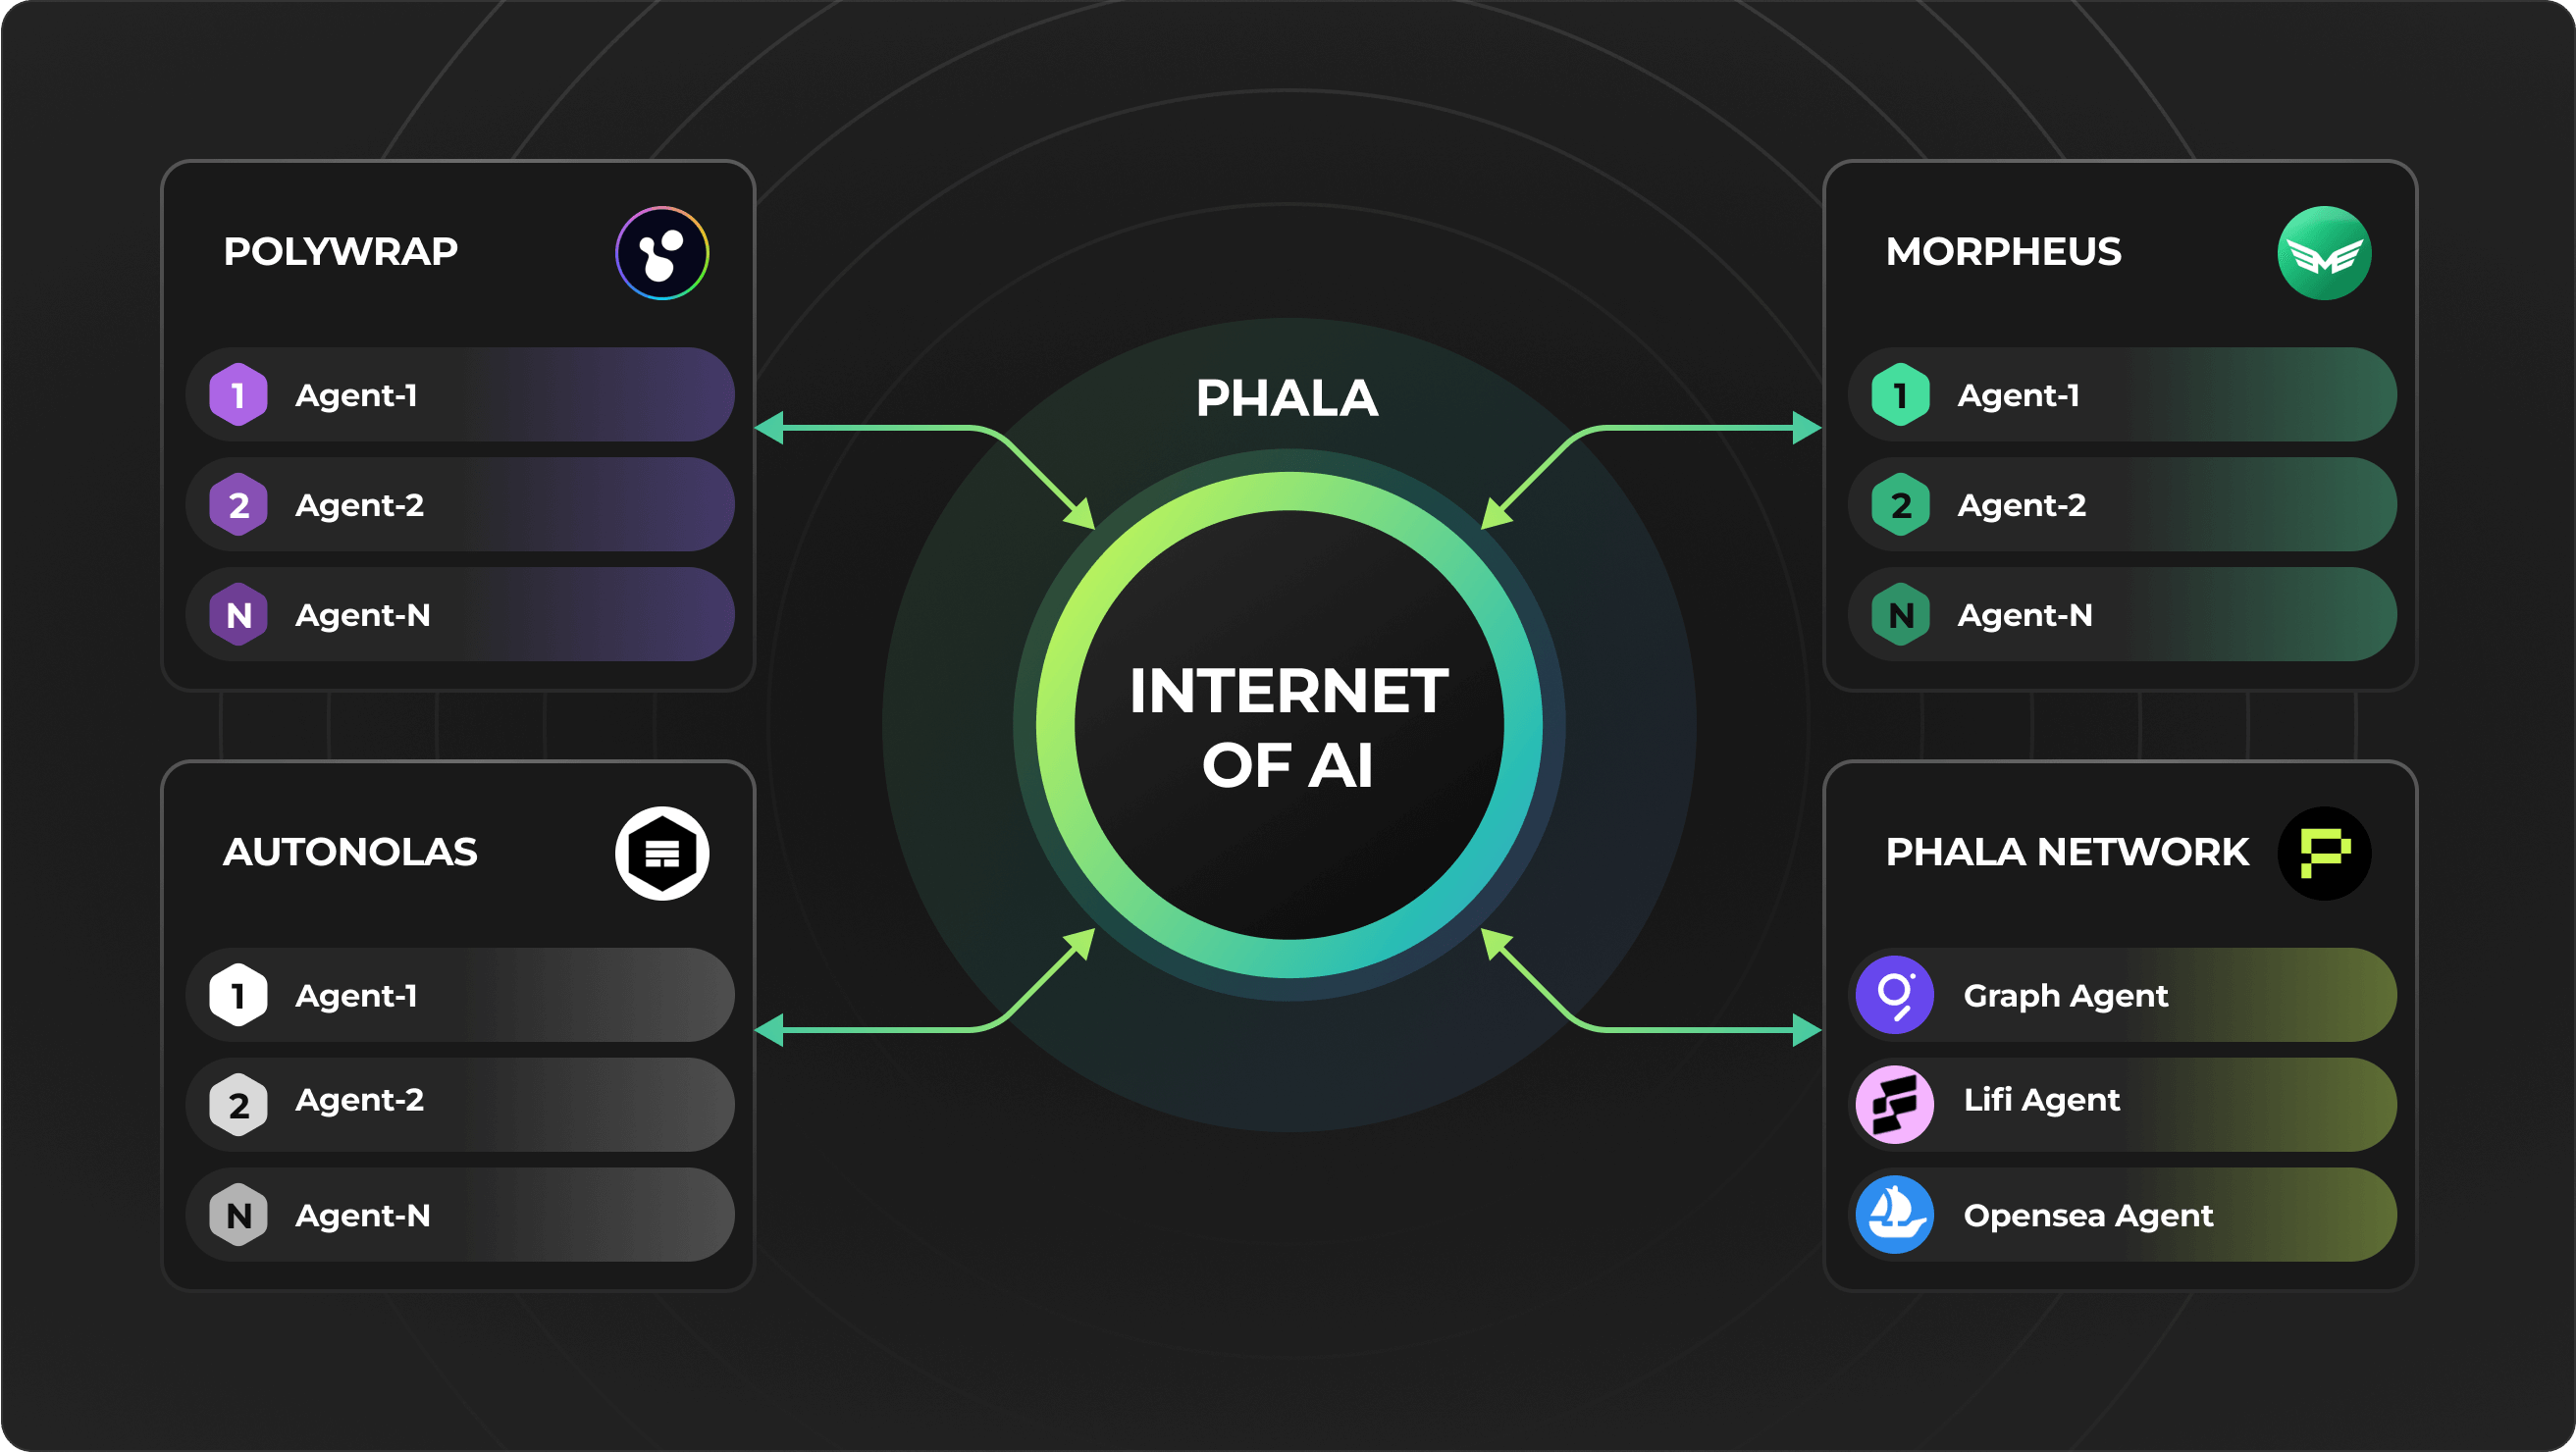 POLYWRAP
1 Agent-1
2 Agent-2
N Agent-N
AUTONOLAS
1 Agent-1
2 Agent-2
N Agent-N
PHALA
INTERNET
OF AI
MORPHEUS
1 Agent-1
2 Agent-2
N Agent-N
PHALA NETWORK
Graph Agent
Lifi Agent
Opensea Agent